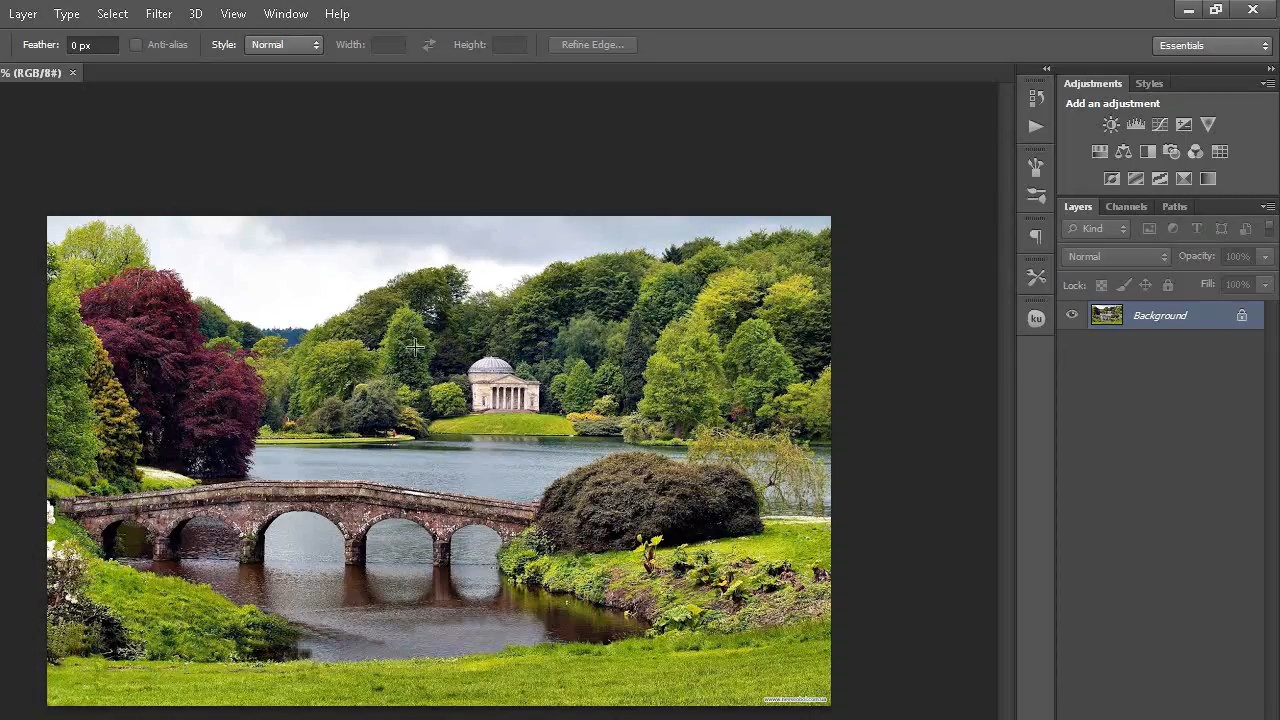 Layer Type Select Filter 3D View Window Help
Feather: 0 px Anti-alias Style: Normal Width: Height: Refine Edge... Essentials
% (RGB/8#) ×
Adjustments Styles
Add an adjustment
Layers Channels Paths
Kind
Normal Opacity: 100%
Lock: Fill: 100%
ku
Background